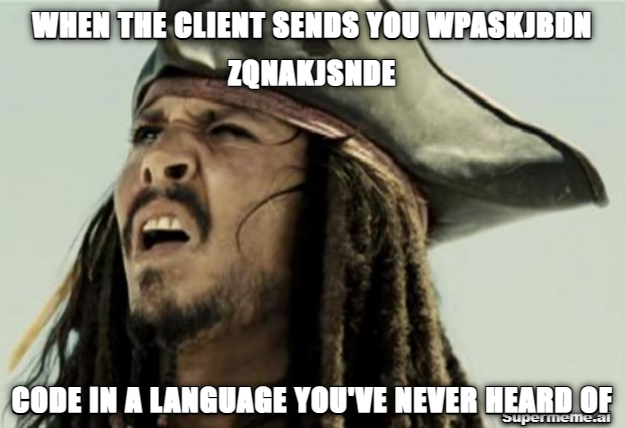 WHEN THE CLIENT SENDS YOU WPASKJBDN
ZQNAKJSNDE
CODE IN A LANGUAGE YOU'VE NEVER HEARD OF
Supermeme.ai